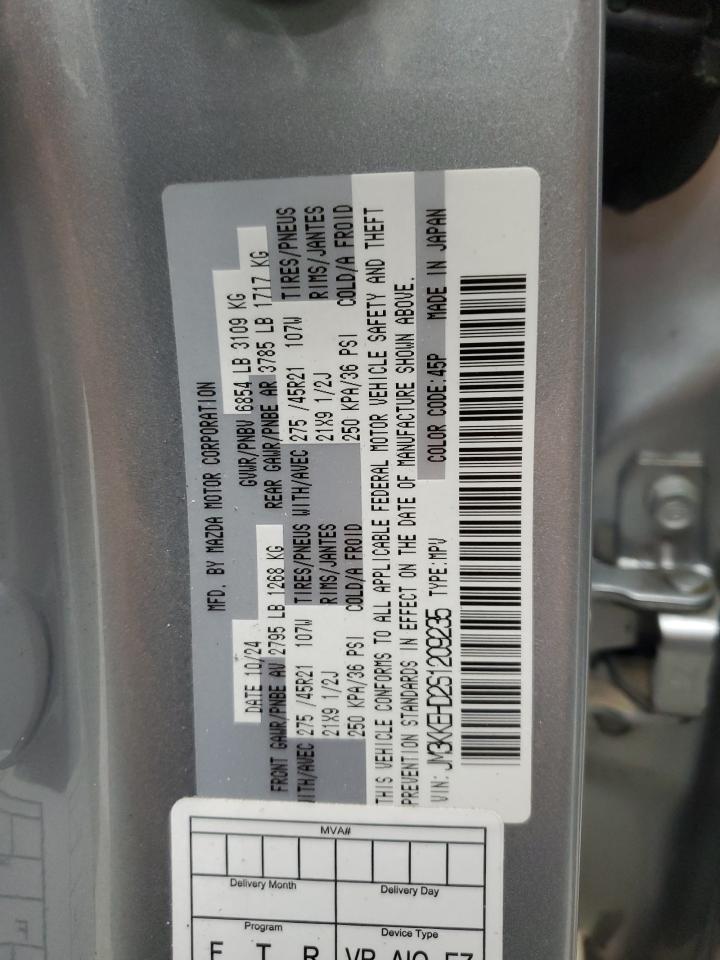 MFD. BY MAZDA MOTOR CORPORATION
DATE 10/24 GVWR/PNBV 6854 LB 3109 KG
FRONT GAWR/PNBE AV 2795 LB 1268 KG REAR GAWR/PNBE AR 3785 LB 1717 KG
WITH/AVEC 275 /45R21 107W TIRES/PNEUS WITH/AVEC 275 /45R21 107W TIRES/PNEUS
21X9 1/2J RIMS/JANTES 21X9 1/2J RIMS/JANTES
250 KPA/36 PSI COLD/A FROID 250 KPA/36 PSI COLD/A FROID
THIS VEHICLE CONFORMS TO ALL APPLICABLE FEDERAL MOTOR VEHICLE SAFETY AND THEFT
PREVENTION STANDARDS IN EFFECT ON THE DATE OF MANUFACTURE SHOWN ABOVE.
VIN: JM3KKEHD2S1209235 TYPE:MPV COLOR CODE:45P MADE IN JAPAN
MVA#
Delivery Month Delivery Day
Program Device Type
F T R VP NO EZ